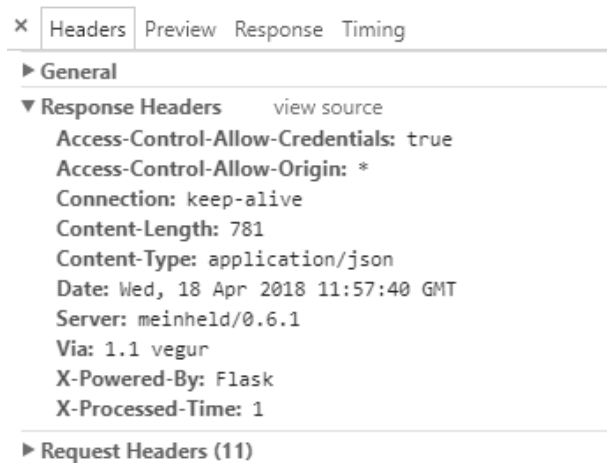 × Headers Preview Response Timing
▶ General
▼ Response Headers view source
Access-Control-Allow-Credentials: true
Access-Control-Allow-Origin: *
Connection: keep-alive
Content-Length: 781
Content-Type: application/json
Date: Wed, 18 Apr 2018 11:57:40 GMT
Server: meinheld/0.6.1
Via: 1.1 vegur
X-Powered-By: Flask
X-Processed-Time: 1
▶ Request Headers (11)